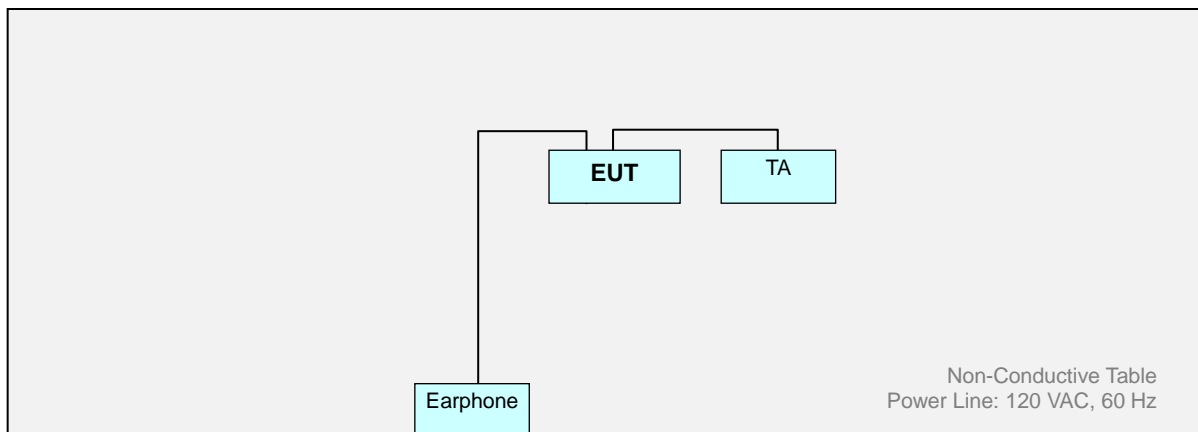 EUT
TA
Earphone
Non-Conductive Table
Power Line: 120 VAC, 60 Hz